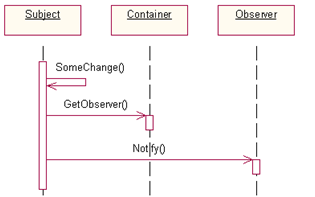 Subject
Container
Observer
SomeChange()
GetObserver()
Notify()